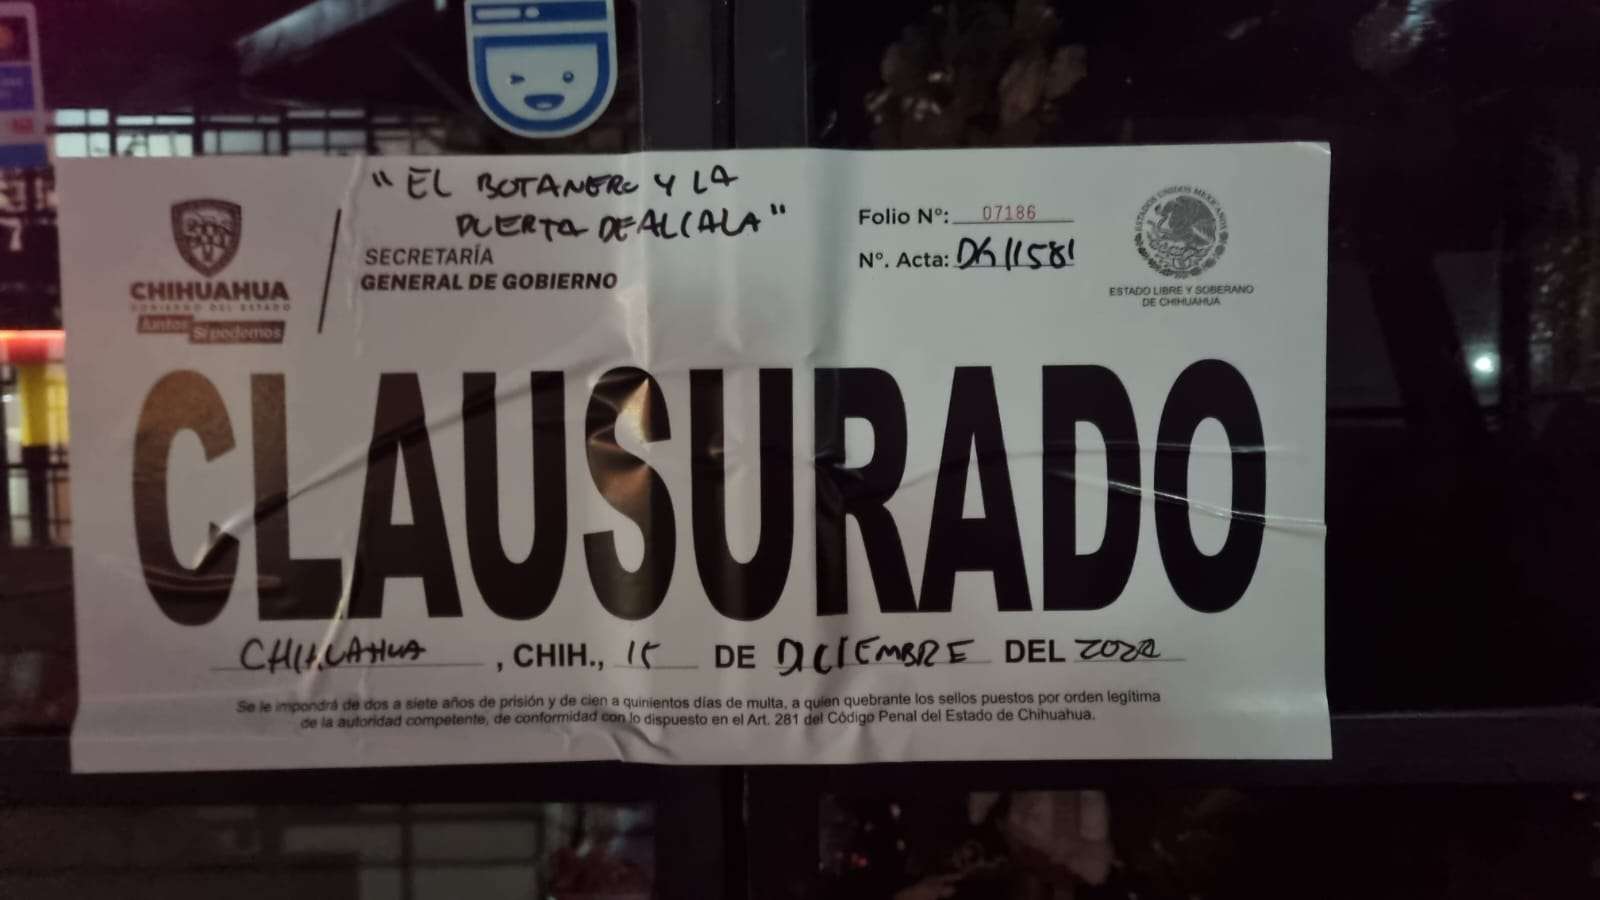 "EL BOTANERO Y LA
PUERTA DE ALCALA"
SECRETARÍA
GENERAL DE GOBIERNO
CHIHUAHUA
GOBIERNO DEL ESTADO
Juntos Sí podemos
Folio Nº: 07186
Nº. Acta: DG11581
ESTADOS UNIDOS MEXICANOS
ESTADO LIBRE Y SOBERANO
DE CHIHUAHUA
CLAUSURADO
CHIHUAHUA, CHIH., 15 DE DICIEMBRE DEL 2022
Se le impondrá de dos a siete años de prisión y de cien a quinientos días de multa, a quien quebrante los sellos puestos por orden legítima
de la autoridad competente, de conformidad con lo dispuesto en el Art. 281 del Código Penal del Estado de Chihuahua.